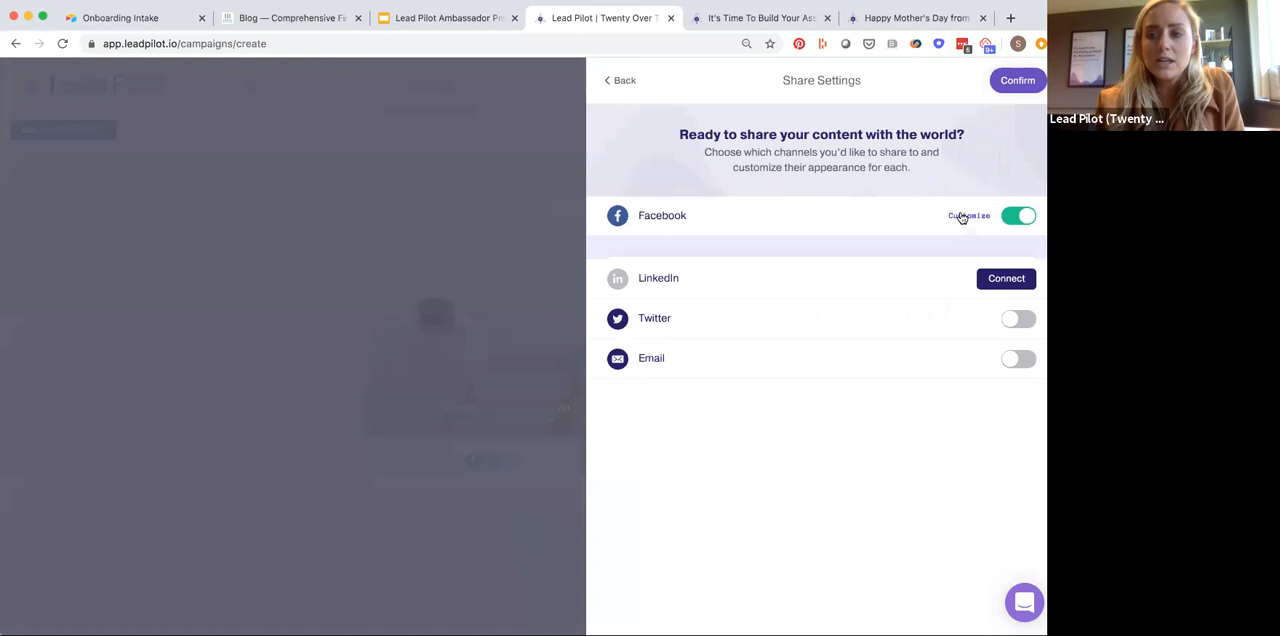 Onboarding Intake
Blog — Comprehensive Fi
Lead Pilot Ambassador Pr
Lead Pilot | Twenty Over T
It's Time To Build Your Ass
Happy Mother's Day from
app.leadpilot.io/campaigns/create
6
9+
S
Back
Share Settings
Confirm
Ready to share your content with the world?
Choose which channels you'd like to share to and
customize their appearance for each.
Facebook
Customize
LinkedIn
Connect
Twitter
Email
Lead Pilot (Twenty ...